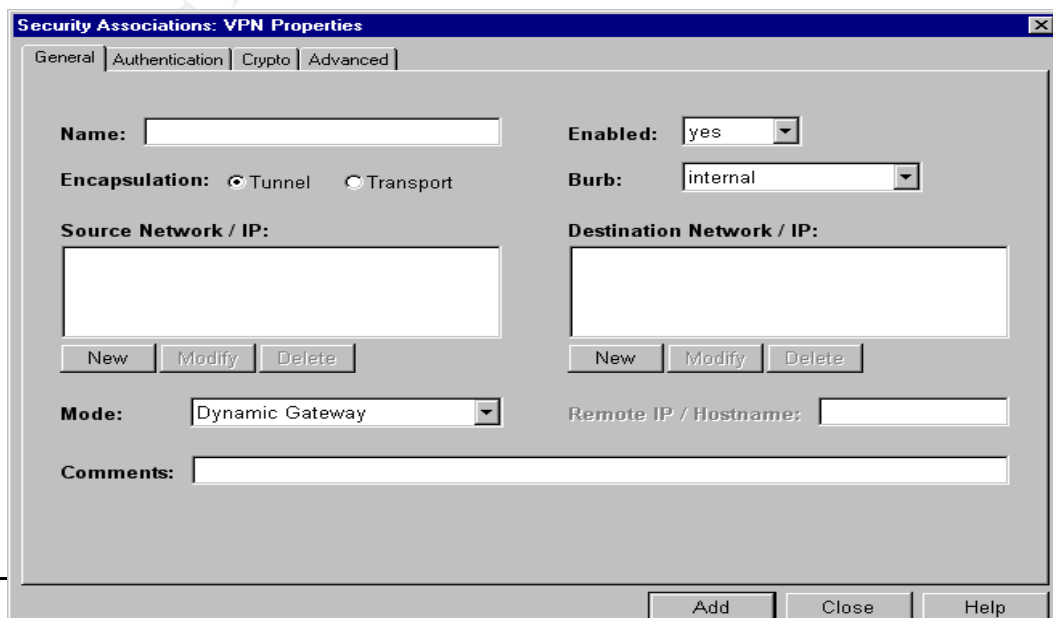 Security Associations: VPN Properties
General Authentication Crypto Advanced
Name: Enabled: yes
Encapsulation: Tunnel Transport Burb: internal
Source Network / IP: Destination Network / IP:
New Modify Delete New Modify Delete
Mode: Dynamic Gateway Remote IP / Hostname:
Comments:
Add Close Help